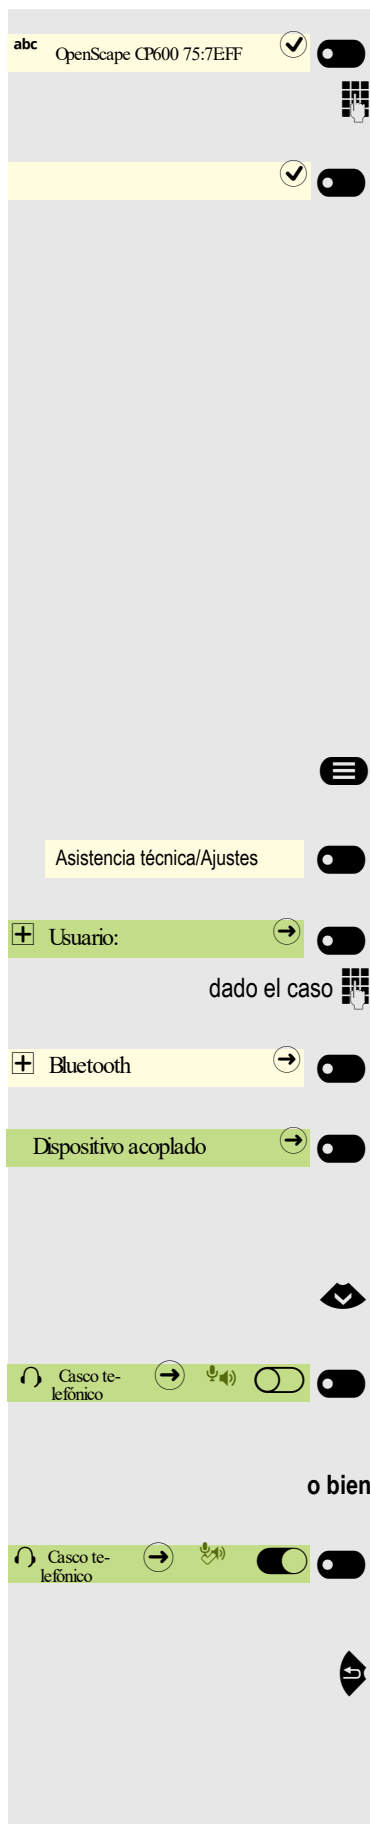 abc
OpenScape CP600 75:7E:FF
Asistencia técnica/Ajustes
Usuario:
dado el caso
Bluetooth
Dispositivo acoplado
Casco te-
lefónico
o bien
Casco te-
lefónico